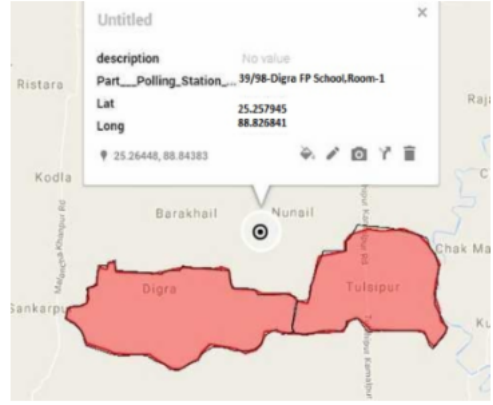 Untitled
×
description No value
Part___Polling_Station_... 39/98-Digra FP School,Room-1
Lat 25.257945
Long 88.826841
25.26448, 88.84383
Ristara
Kodla
Barakhail
Nunail
Chak Ma
Digra
Tulsipur
Sankarpu
Ku